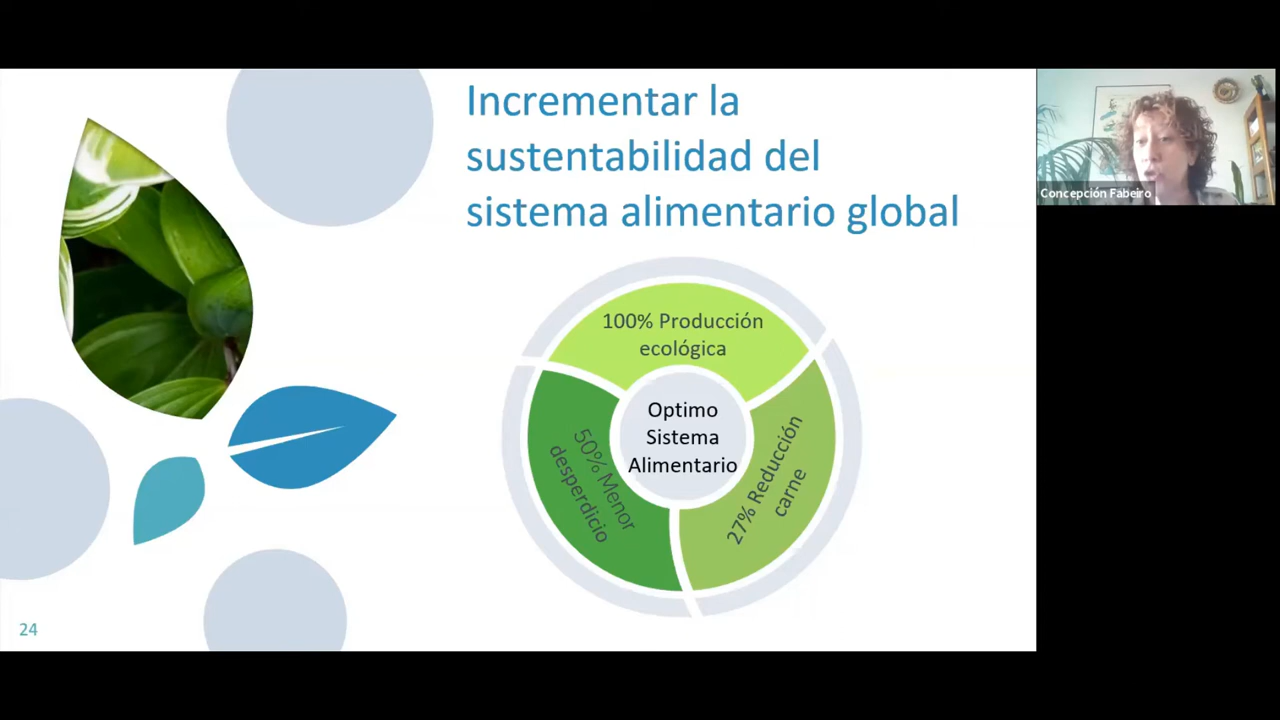 Incrementar la
sustentabilidad del
sistema alimentario global
Concepción Fabeiro
100% Producción
ecológica
Optimo
Sistema
Alimentario
50% Menor
desperdicio
27% Reducción
carne
24